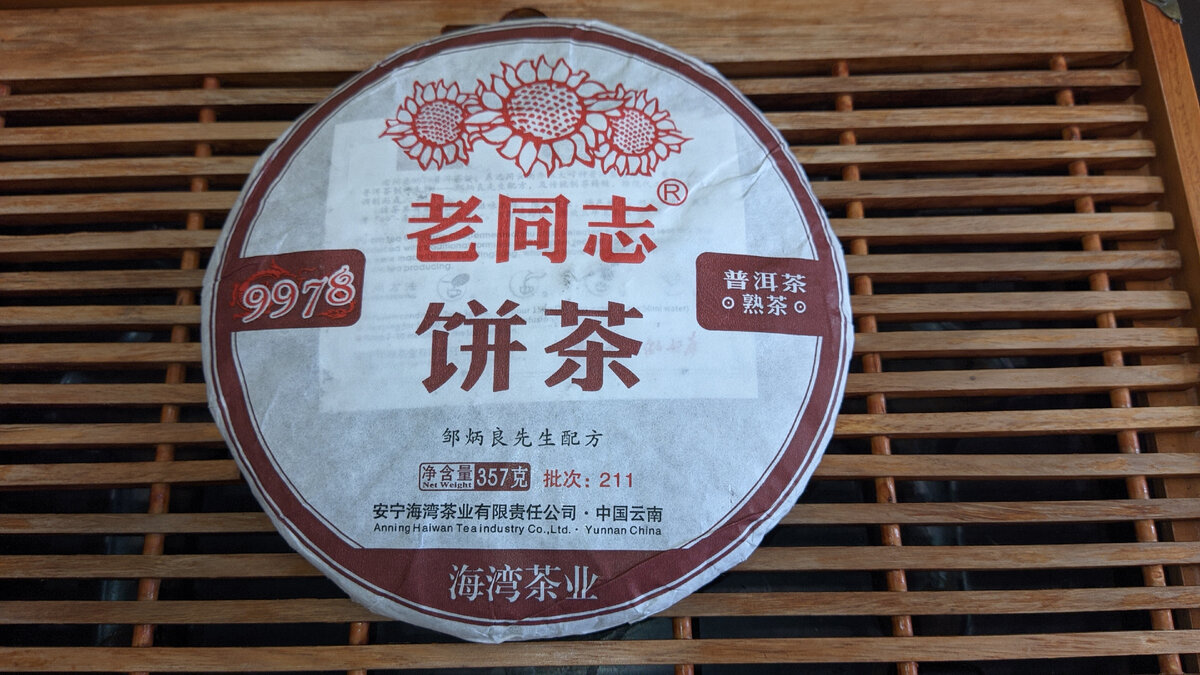 老同志®
9978
普洱茶
熟茶
饼茶
邹炳良先生配方
净含量 357克
Net Weight
批次：211
安宁海湾茶业有限责任公司·中国云南
Anning Haiwan Tea industry Co.,Ltd.· Yunnan China
海湾茶业